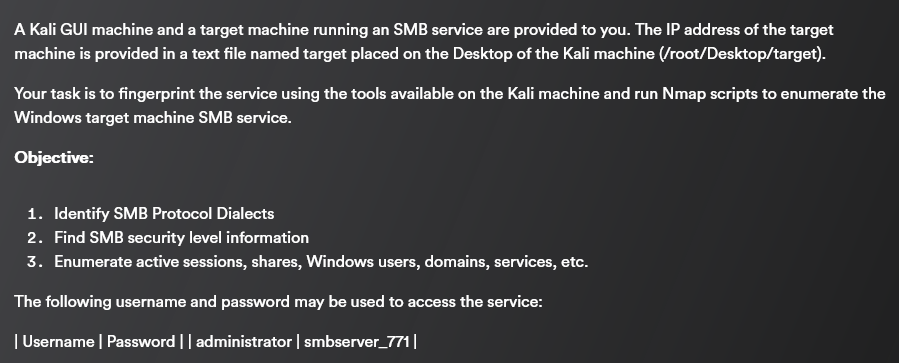 A Kali GUI machine and a target machine running an SMB service are provided to you. The IP address of the target
machine is provided in a text file named target placed on the Desktop of the Kali machine (/root/Desktop/target).
Your task is to fingerprint the service using the tools available on the Kali machine and run Nmap scripts to enumerate the
Windows target machine SMB service.
Objective:
1. Identify SMB Protocol Dialects
2. Find SMB security level information
3. Enumerate active sessions, shares, Windows users, domains, services, etc.
The following username and password may be used to access the service:
| Username | Password | | administrator | smbserver_771 |